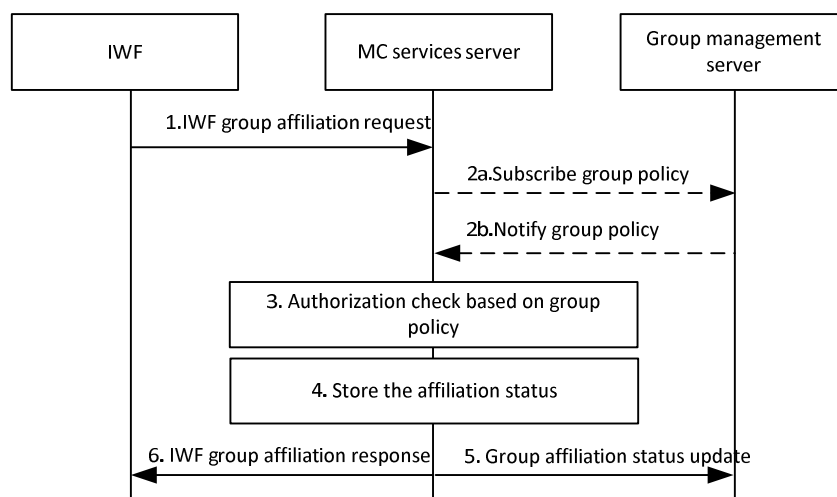 IWF
MC services server
Group management
server
1.IWF group affiliation request
2a.Subscribe group policy
2b.Notify group policy
3. Authorization check based on group
policy
4. Store the affiliation status
6. IWF group affiliation response
5. Group affiliation status update